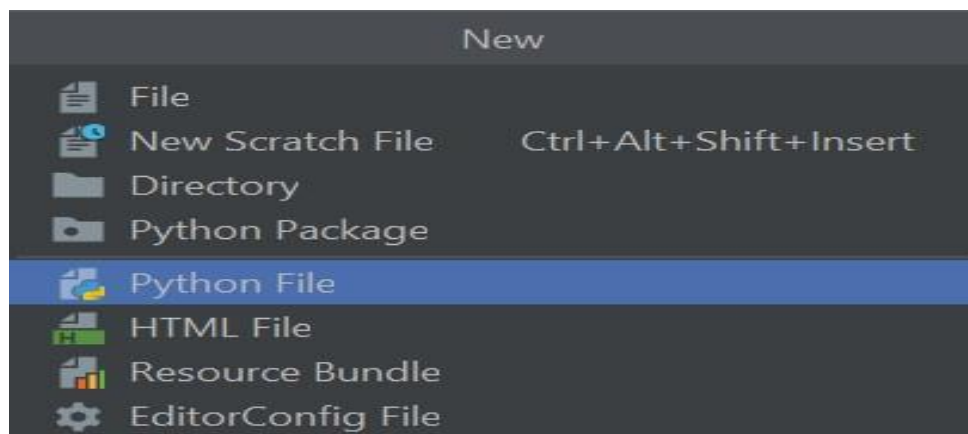 New
File
New Scratch File Ctrl+Alt+Shift+Insert
Directory
Python Package
Python File
H HTML File
Resource Bundle
EditorConfig File